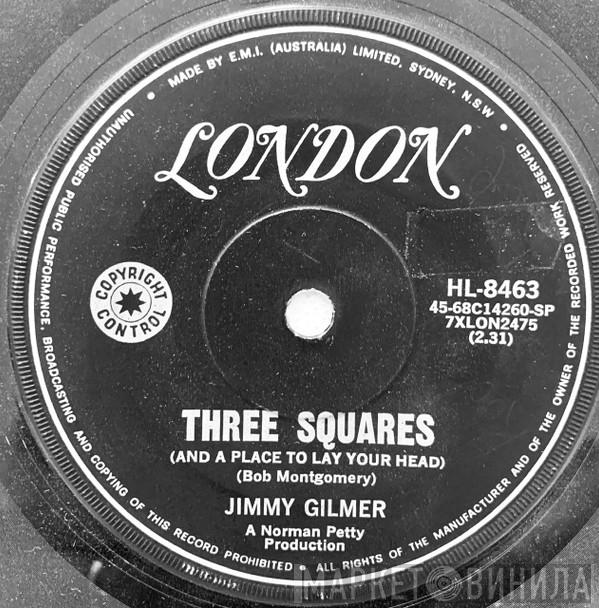 MADE BY E.M.I. (AUSTRALIA) LIMITED. SYDNEY, N.S.W
UNAUTHORISED PUBLIC PERFORMANCE, BROADCASTING AND COPYING OF THIS RECORD PROHIBITED • ALL RIGHTS OF THE MANUFACTURER AND OF THE OWNER OF THE RECORDED WORK RESERVED
LONDON
COPYRIGHT
CONTROL
HL-8463
45-68C14260-SP
7XLON2475
(2.31)
THREE SQUARES
(AND A PLACE TO LAY YOUR HEAD)
(Bob Montgomery)
JIMMY GILMER
A Norman Petty
Production
МАРКЕТ ВИНИЛА